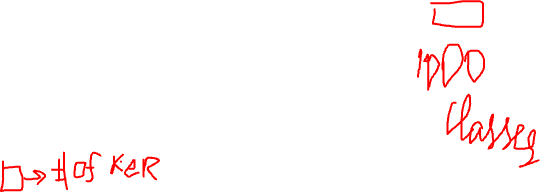 1000
classes
→ # of KER